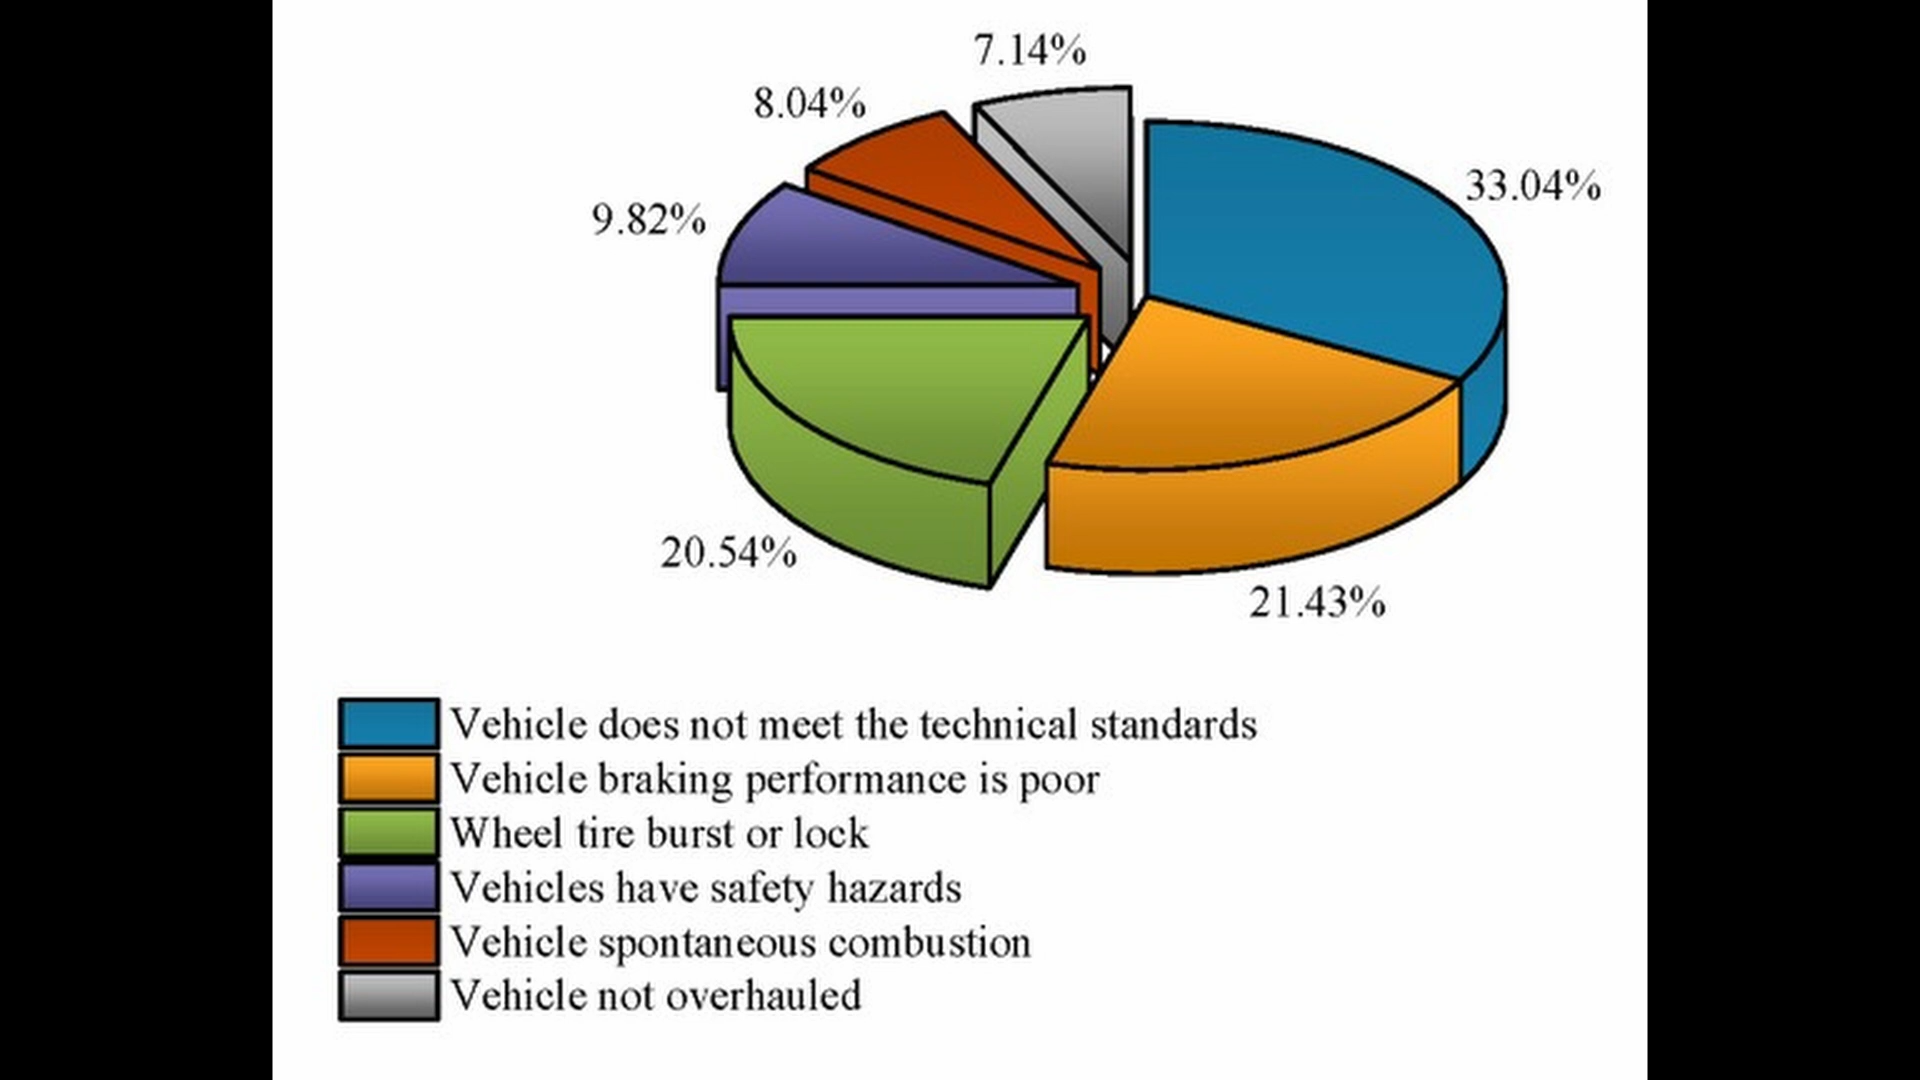 7.14%
8.04%
33.04%
9.82%
20.54%
21.43%
Vehicle does not meet the technical standards
Vehicle braking performance is poor
Wheel tire burst or lock
Vehicles have safety hazards
Vehicle spontaneous combustion
Vehicle not overhauled